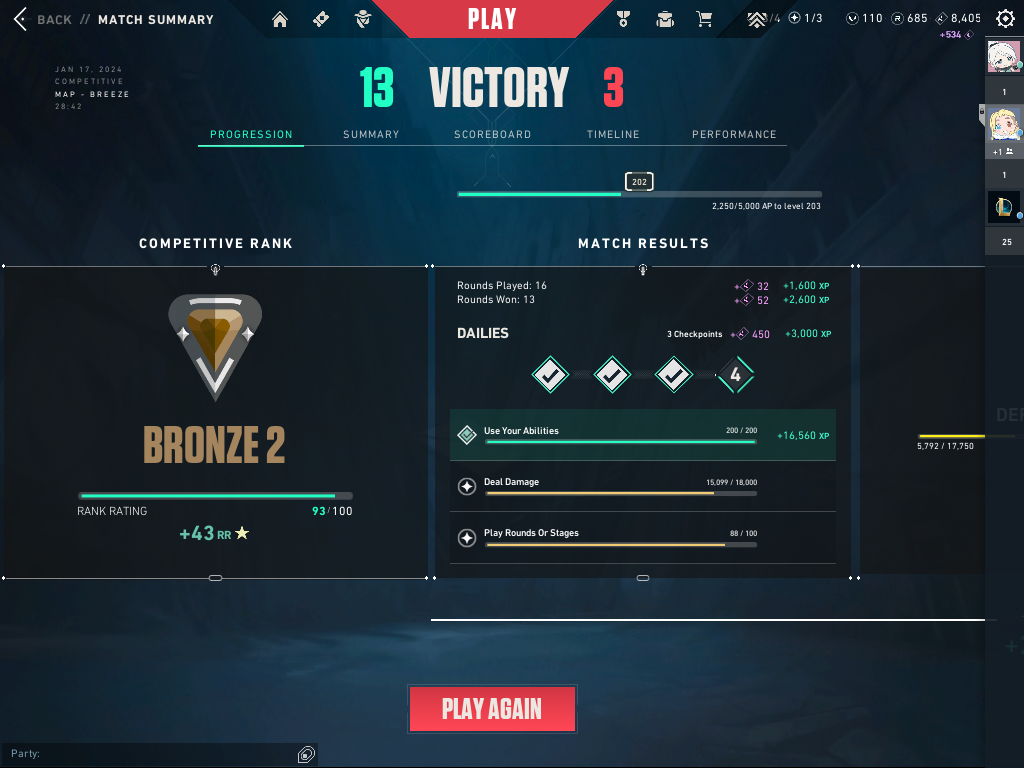 BACK // MATCH SUMMARY
PLAY
/4
1/3
110
685
8,405
+534
JAN 17, 2024
COMPETITIVE
MAP - BREEZE
28:42
13 VICTORY 3
PROGRESSION SUMMARY SCOREBOARD TIMELINE PERFORMANCE
1
+1
1
25
202
2,250/5,000 AP to level 203
COMPETITIVE RANK
BRONZE 2
RANK RATING 93/100
+43 RR
MATCH RESULTS
Rounds Played: 16 + 32 +1,600 XP
Rounds Won: 13 + 52 +2,600 XP
DAILIES 3 Checkpoints + 450 +3,000 XP
4
Use Your Abilities 200 / 200 +16,560 XP
Deal Damage 15,099 / 18,000
Play Rounds Or Stages 88 / 100
5,792 / 17,750
PLAY AGAIN
Party: